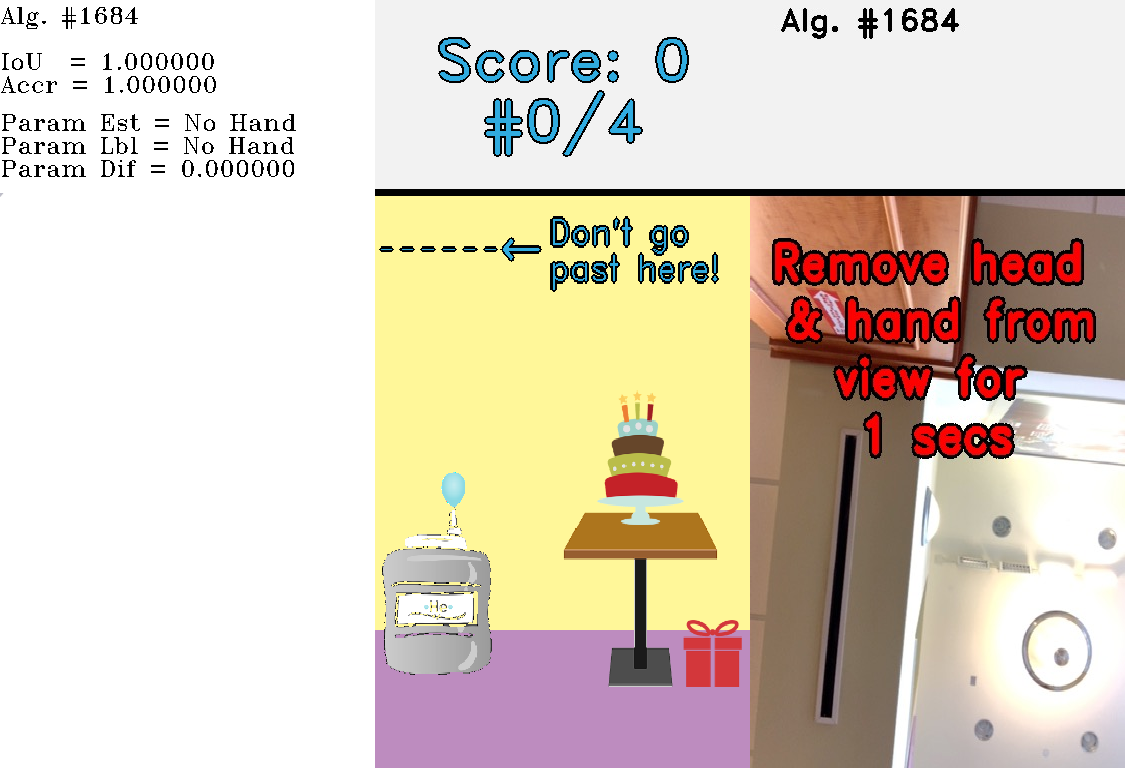 Alg. #1684
IoU = 1.000000
Accr = 1.000000
Param Est = No Hand
Param Lbl = No Hand
Param Dif = 0.000000
Score: 0
#0/4
Alg. #1684
Don't go
past here!
Remove head
& hand from
view for
1 secs